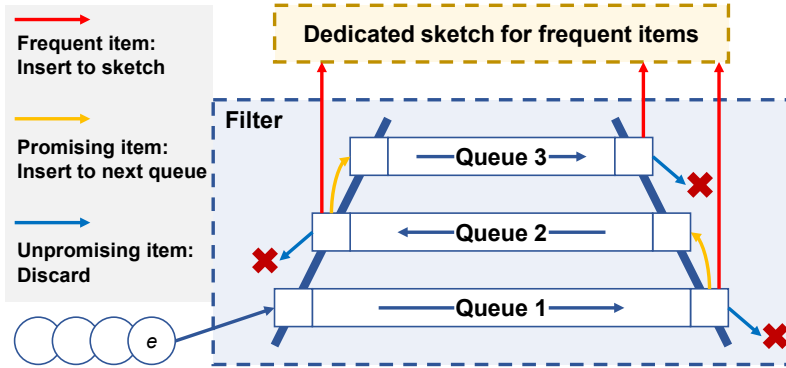 Frequent item:
Insert to sketch
Promising item:
Insert to next queue
Unpromising item:
Discard
Dedicated sketch for frequent items
Filter
Queue 3
Queue 2
Queue 1
e